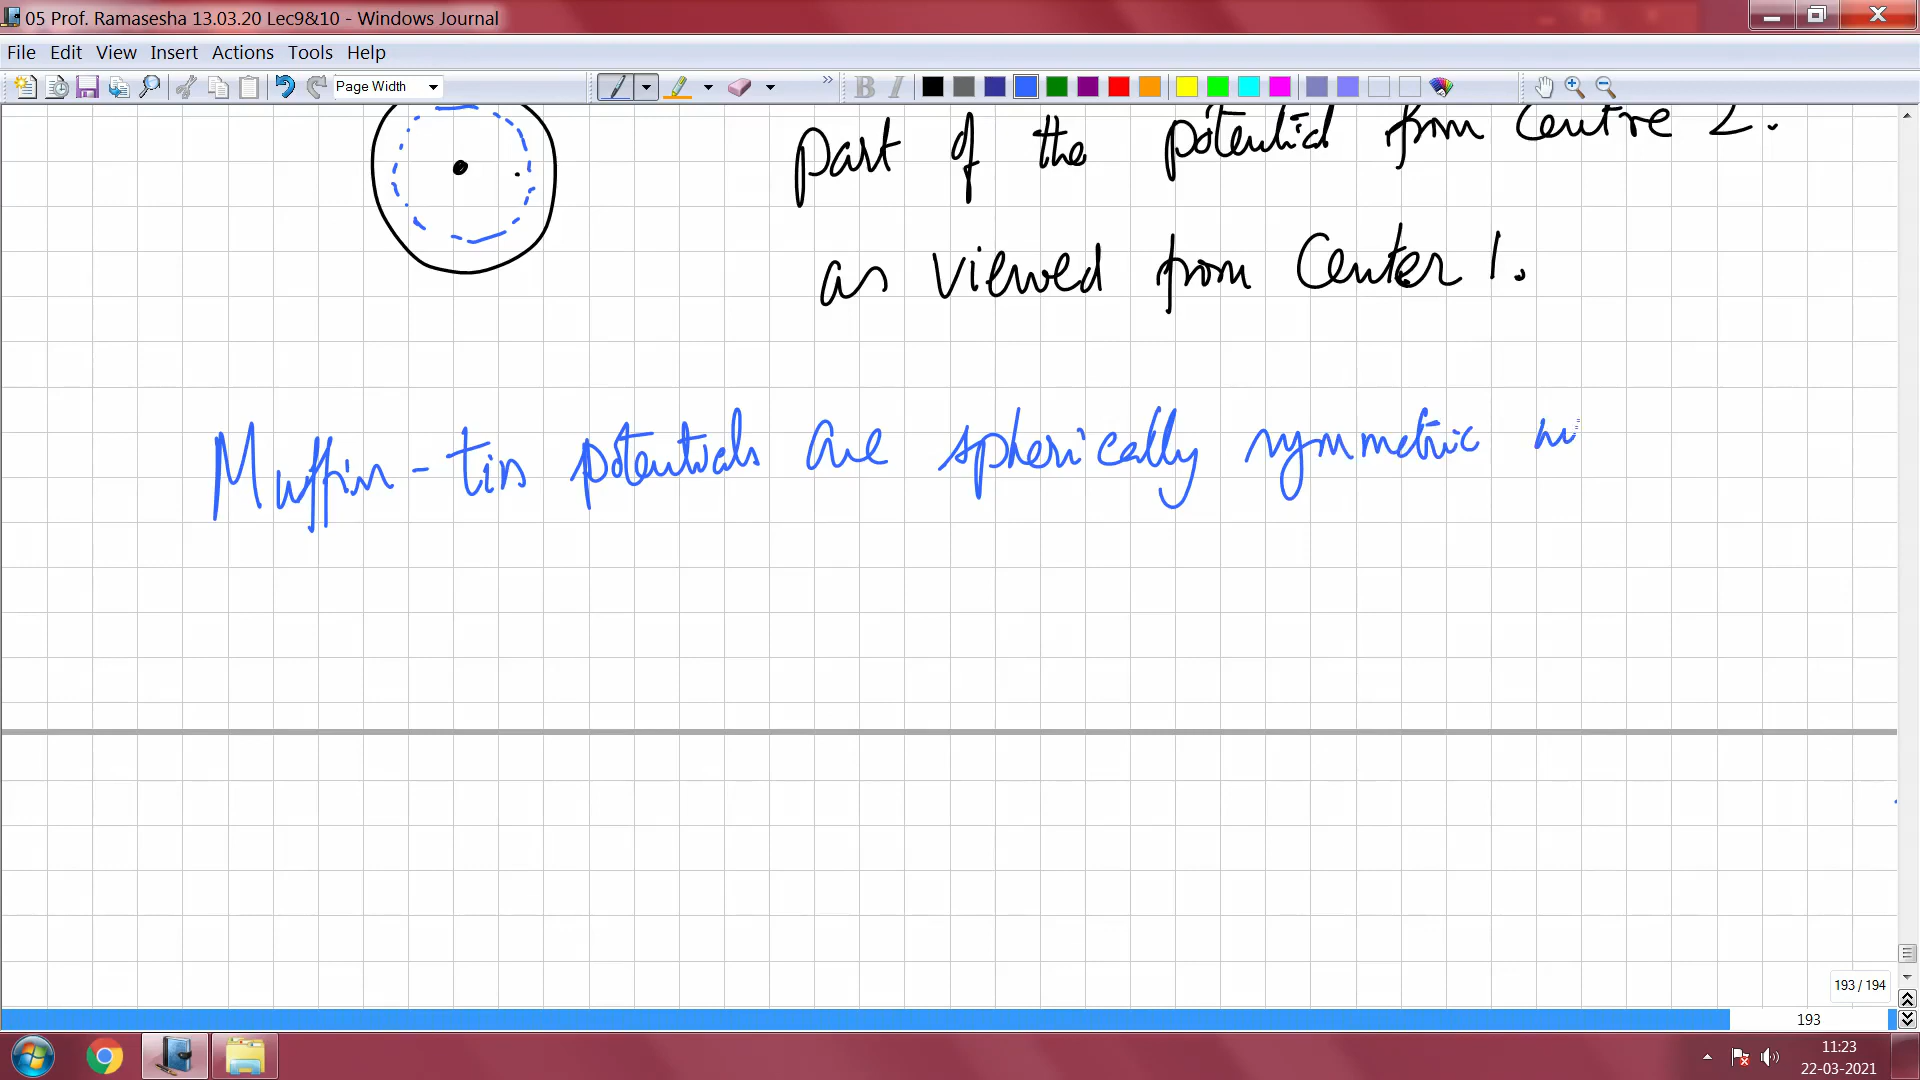 05 Prof. Ramasesha 13.03.20 Lec9&10 - Windows Journal
File Edit View Insert Actions Tools Help
Page Width
B I
part of the potential from Centre 2.
as viewed from Center 1.
Muffin-tin potentials are spherically symmetric
193 / 194
193
11:23
22-03-2021